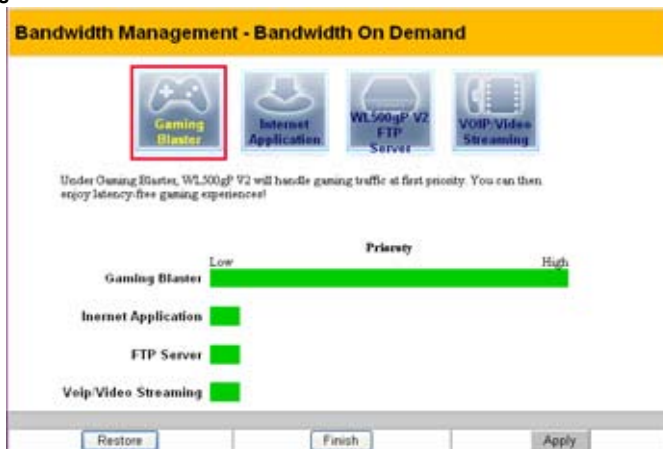 Bandwidth Management - Bandwidth On Demand
Gaming
Blaster
Internet
Application
WL500gP V2
FTP
Server
VOIP/Video
Streaming
Under Gaming Blaster, WL500gP V2 will handle gaming traffic at first priority. You can then
enjoy latency-free gaming experiences!
Priority
Low High
Gaming Blaster
Inernet Application
FTP Server
Voip/Video Streaming
Restore Finish Apply